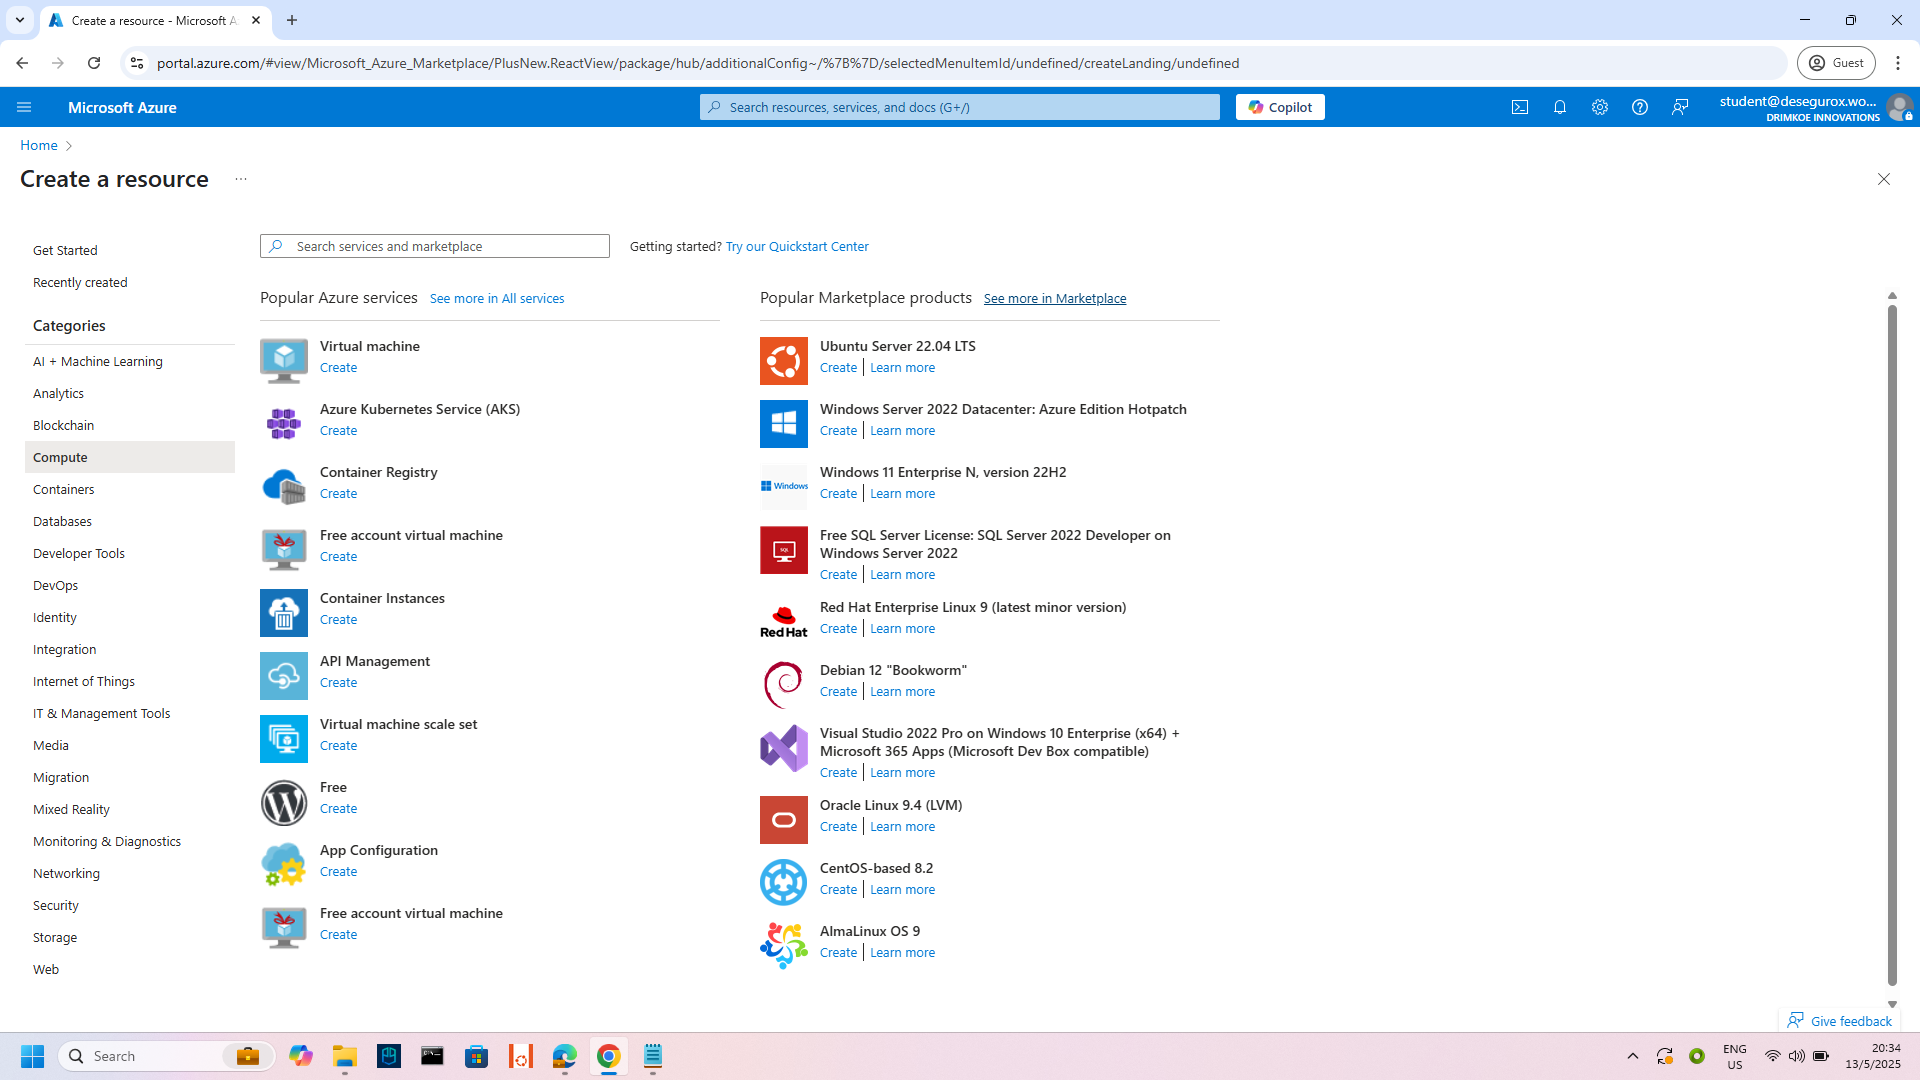 Create a resource - Microsoft A
portal.azure.com/#view/Microsoft_Azure_Marketplace/PlusNew.ReactView/package/hub/additionalConfig~/%7B%7D/selectedMenuItemId/undefined/createLanding/undefined
Guest
Microsoft Azure
Search resources, services, and docs (G+/)
Copilot
student@desegurox.wo...
DRIMKOE INNOVATIONS
Home
Create a resource
...
Get Started
Recently created
Categories
AI + Machine Learning
Analytics
Blockchain
Compute
Containers
Databases
Developer Tools
DevOps
Identity
Integration
Internet of Things
IT & Management Tools
Media
Migration
Mixed Reality
Monitoring & Diagnostics
Networking
Security
Storage
Web
Search services and marketplace
Getting started? Try our Quickstart Center
Popular Azure services See more in All services
Virtual machine
Create
Azure Kubernetes Service (AKS)
Create
Container Registry
Create
Free account virtual machine
Create
Container Instances
Create
API Management
Create
Virtual machine scale set
Create
Free
Create
App Configuration
Create
Free account virtual machine
Create
Popular Marketplace products See more in Marketplace
Ubuntu Server 22.04 LTS
Create | Learn more
Windows Server 2022 Datacenter: Azure Edition Hotpatch
Create | Learn more
Windows
Windows 11 Enterprise N, version 22H2
Create | Learn more
SQL
Free SQL Server License: SQL Server 2022 Developer on
Windows Server 2022
Create | Learn more
Red Hat
Red Hat Enterprise Linux 9 (latest minor version)
Create | Learn more
Debian 12 "Bookworm"
Create | Learn more
Visual Studio 2022 Pro on Windows 10 Enterprise (x64) +
Microsoft 365 Apps (Microsoft Dev Box compatible)
Create | Learn more
Oracle Linux 9.4 (LVM)
Create | Learn more
CentOS-based 8.2
Create | Learn more
AlmaLinux OS 9
Create | Learn more
Give feedback
Search
ENG
US
20:34
13/5/2025